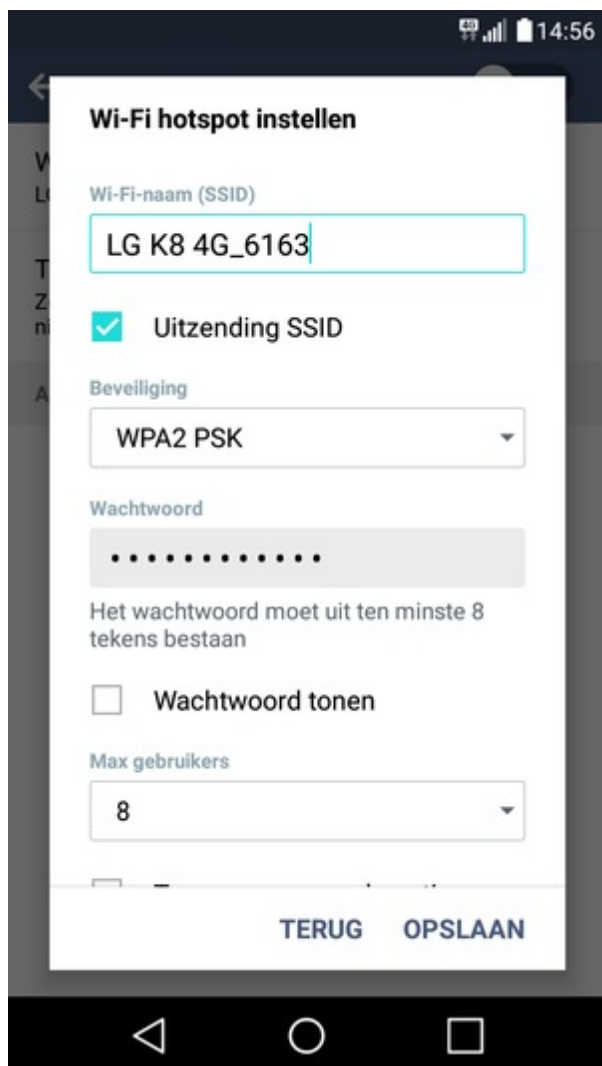 4G 14:56
Wi-Fi hotspot instellen
Wi-Fi-naam (SSID)
LG K8 4G_6163
Uitzending SSID
Beveiliging
WPA2 PSK
Wachtwoord
••••••••••••
Het wachtwoord moet uit ten minste 8
tekens bestaan
Wachtwoord tonen
Max gebruikers
8
TERUG OPSLAAN